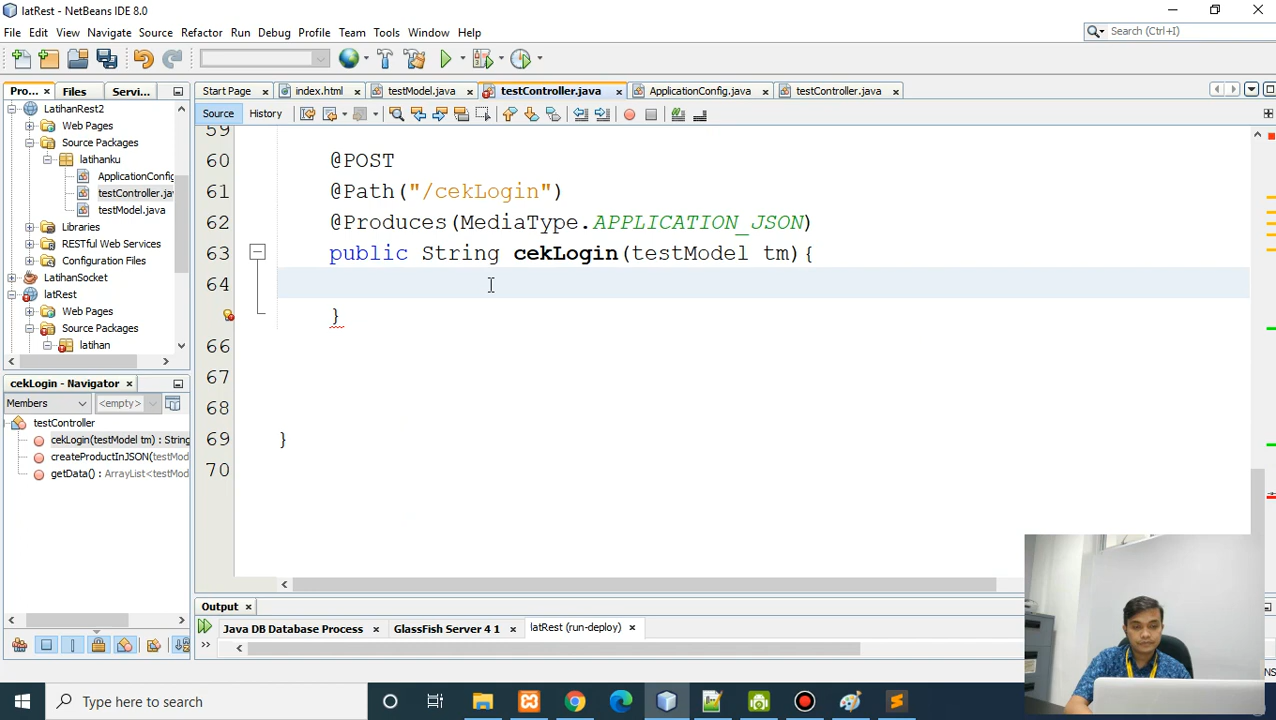 latRest - NetBeans IDE 8.0
File Edit View Navigate Source Refactor Run Debug Profile Team Tools Window Help
Search (Ctrl+I)
Pro... Files Servi...
Start Page index.html testModel.java testController.java ApplicationConfig.java testController.java
Source History
LatihanRest2
Web Pages
Source Packages
latihanku
ApplicationConfig
testController.jav
testModel.java
Libraries
RESTful Web Services
Configuration Files
LatihanSocket
latRest
Web Pages
Source Packages
latihan
59
60 @POST
61 @Path("/cekLogin")
62 @Produces(MediaType.APPLICATION_JSON)
63 public String cekLogin(testModel tm){
64
}
66
67
68
69 }
70
cekLogin - Navigator
Members <empty>
testController
cekLogin(testModel tm) : String
createProductInJSON(testMod
getData() : ArrayList<testMod
INS
Output
Java DB Database Process GlassFish Server 4 1 latRest (run-deploy)
Type here to search